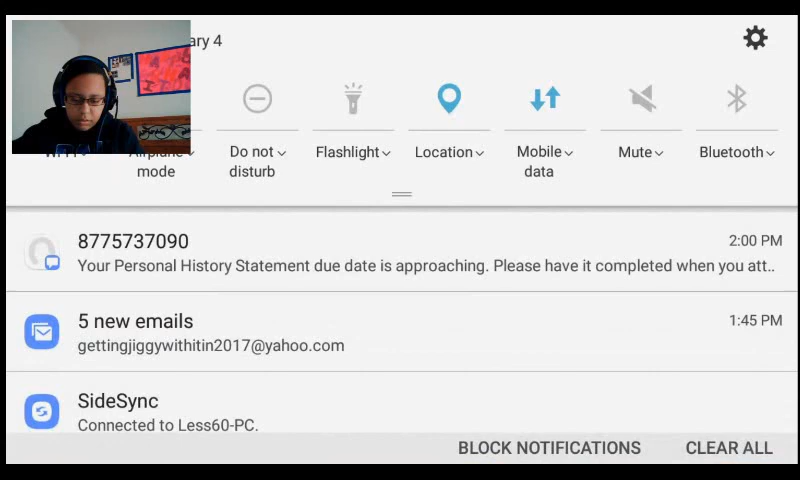 ary 4
Do not disturb
Flashlight
Location
Mobile data
Mute
Bluetooth
mode
8775737090
2:00 PM
Your Personal History Statement due date is approaching. Please have it completed when you att..
5 new emails
1:45 PM
gettingjiggywithitin2017@yahoo.com
SideSync
Connected to Less60-PC.
BLOCK NOTIFICATIONS
CLEAR ALL